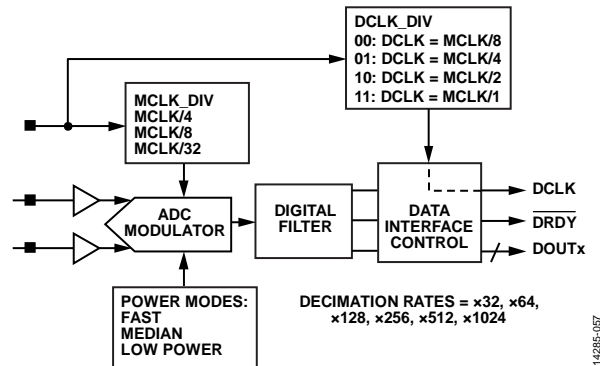 DCLK_DIV
00: DCLK = MCLK/8
01: DCLK = MCLK/4
10: DCLK = MCLK/2
11: DCLK = MCLK/1
MCLK_DIV
MCLK/4
MCLK/8
MCLK/32
ADC
MODULATOR
DIGITAL
FILTER
DATA
INTERFACE
CONTROL
DCLK
DRDY
DOUTx
POWER MODES:
FAST
MEDIAN
LOW POWER
DECIMATION RATES = ×32, ×64,
×128, ×256, ×512, ×1024
14285-057